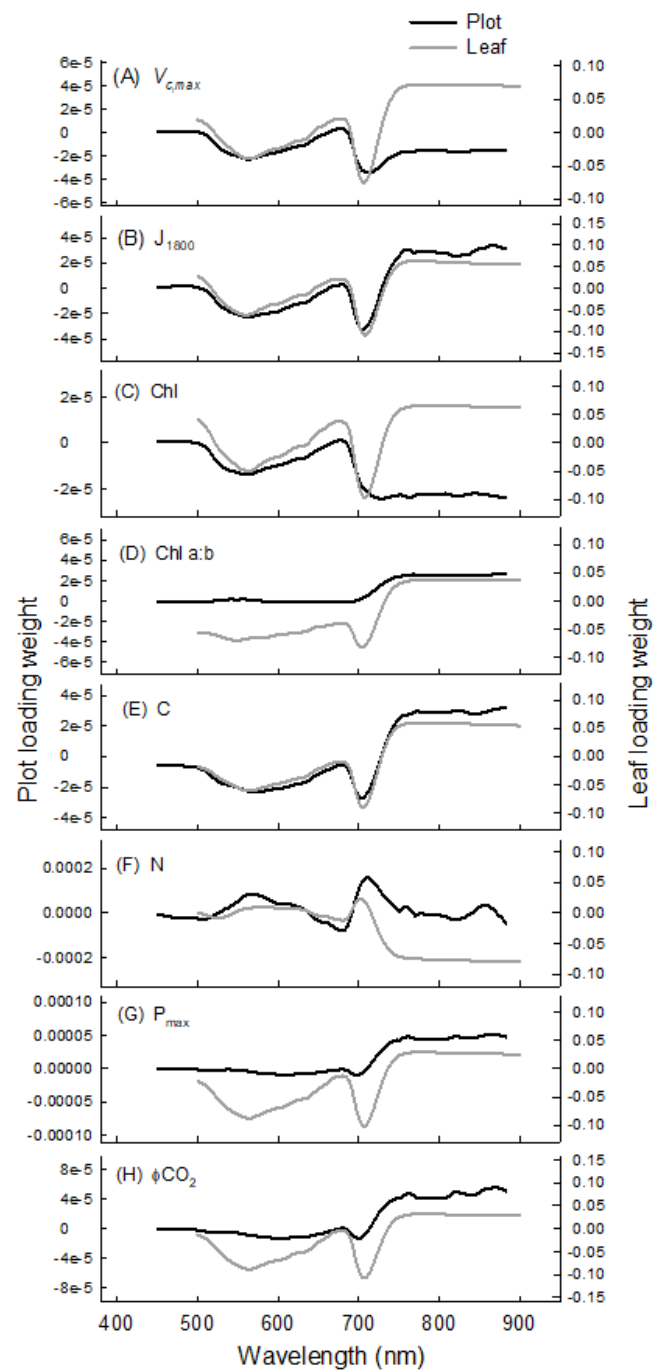 Plot
Leaf
(A) Vc,max
6e-5
4e-5
2e-5
0
-2e-5
-4e-5
-6e-5
0.10
0.05
0.00
-0.05
-0.10
(B) J1800
4e-5
2e-5
0
-2e-5
-4e-5
0.15
0.10
0.05
0.00
-0.05
-0.10
-0.15
(C) Chl
2e-5
0
-2e-5
0.10
0.05
0.00
-0.05
-0.10
(D) Chl a:b
6e-5
4e-5
2e-5
0
-2e-5
-4e-5
-6e-5
0.10
0.05
0.00
-0.05
-0.10
(E) C
4e-5
2e-5
0
-2e-5
-4e-5
0.10
0.05
0.00
-0.05
-0.10
(F) N
0.0002
0.0000
-0.0002
0.10
0.05
0.00
-0.05
-0.10
(G) Pmax
0.00010
0.00005
0.00000
-0.00005
-0.00010
0.10
0.05
0.00
-0.05
-0.10
(H) ϕCO2
8e-5
4e-5
0
-4e-5
-8e-5
0.15
0.10
0.05
0.00
-0.05
-0.10
-0.15
Plot loading weight
Leaf loading weight
400 500 600 700 800 900
Wavelength (nm)